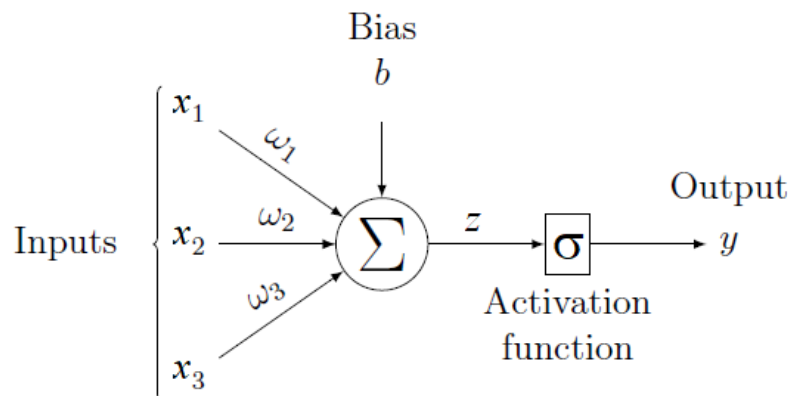 Bias
b
x₁
ω₁
Output
Inputs
x₂
ω₂
∑
z
σ
y
ω₃
Activation
function
x₃